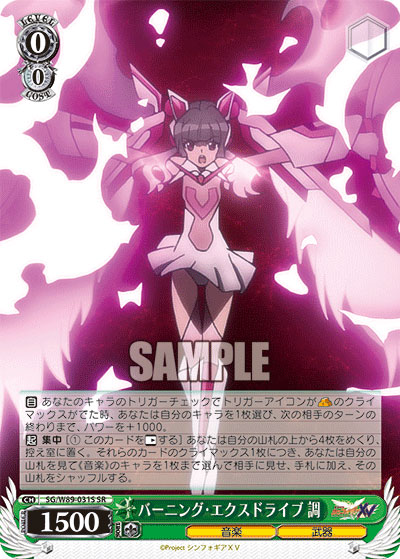 LEVEL
0
0
COST
SAMPLE
自 あなたのキャラのトリガーチェックでトリガーアイコンが のクライ
マックスがでた時、あなたは自分のキャラを1枚選び、次の相手のターンの
終わりまで、パワーを+1000。
起 集中 [① このカードを する] あなたは自分の山札の上から4枚をめくり、
控え室に置く。それらのカードのクライマックス1枚につき、あなたは自分
の山札を見て《音楽》のキャラを1枚まで選んで相手に見せ、手札に加え、その
山札をシャッフルする。
CH SG/W89-031S SR
バーニング・エクスドライブ 調
XV
1500
音楽
武器
©Project シンフォギアXV